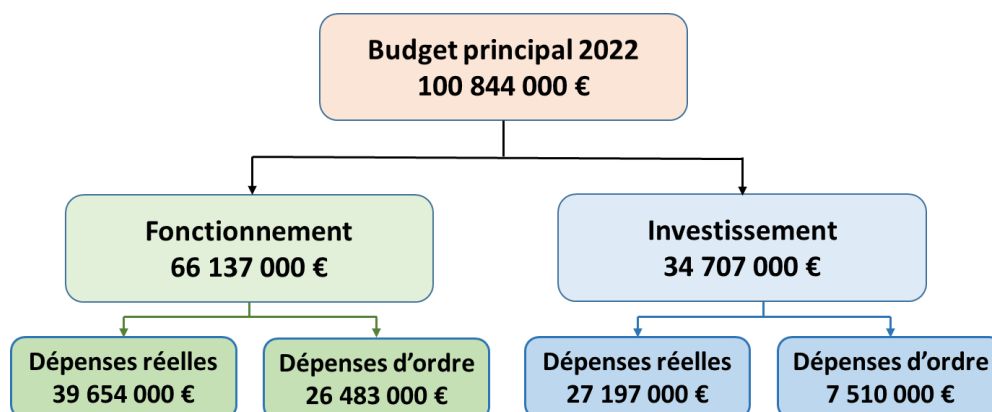 Budget principal 2022
100 844 000 €
Fonctionnement
66 137 000 €
Investissement
34 707 000 €
Dépenses réelles
39 654 000 €
Dépenses d’ordre
26 483 000 €
Dépenses réelles
27 197 000 €
Dépenses d’ordre
7 510 000 €